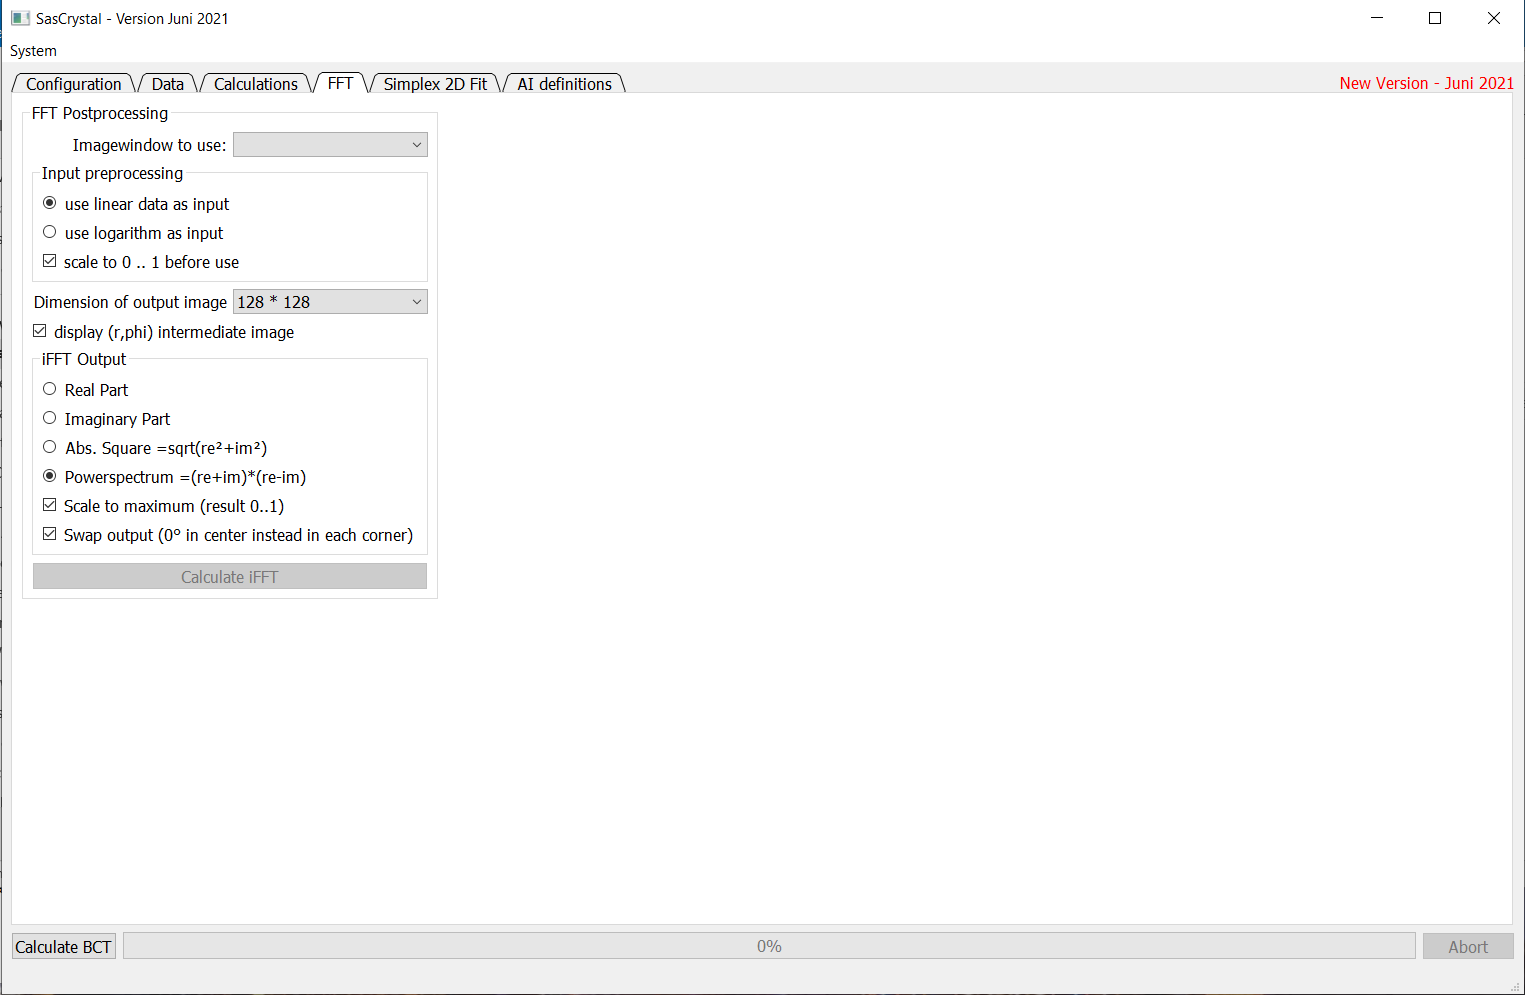 SasCrystal - Version Juni 2021
System
Configuration Data Calculations FFT Simplex 2D Fit AI definitions New Version - Juni 2021
FFT Postprocessing
Imagewindow to use:
Input preprocessing
use linear data as input
use logarithm as input
scale to 0 .. 1 before use
Dimension of output image 128 * 128
display (r,phi) intermediate image
iFFT Output
Real Part
Imaginary Part
Abs. Square =sqrt(re²+im²)
Powerspectrum =(re+im)*(re-im)
Scale to maximum (result 0..1)
Swap output (0° in center instead in each corner)
Calculate iFFT
Calculate BCT 0% Abort